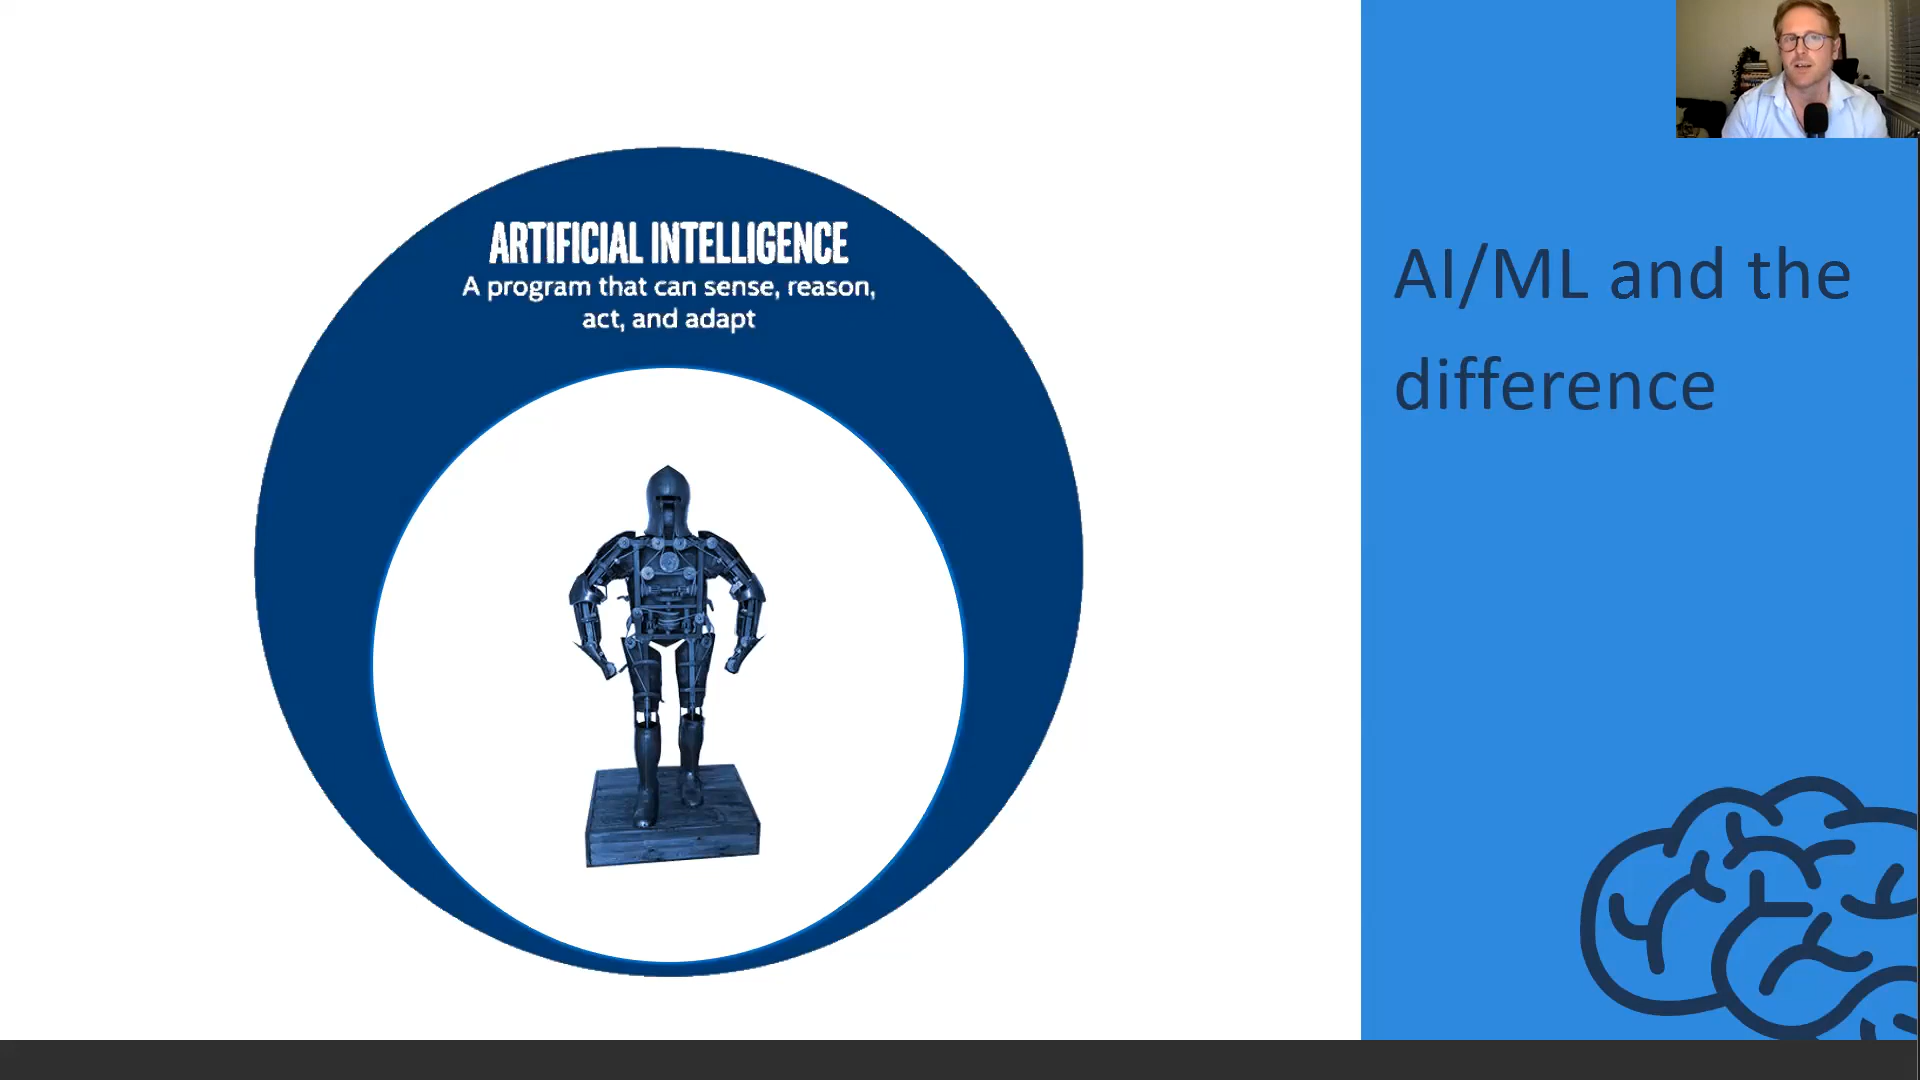 ARTIFICIAL INTELLIGENCE
A program that can sense, reason,
act, and adapt
AI/ML and the
difference